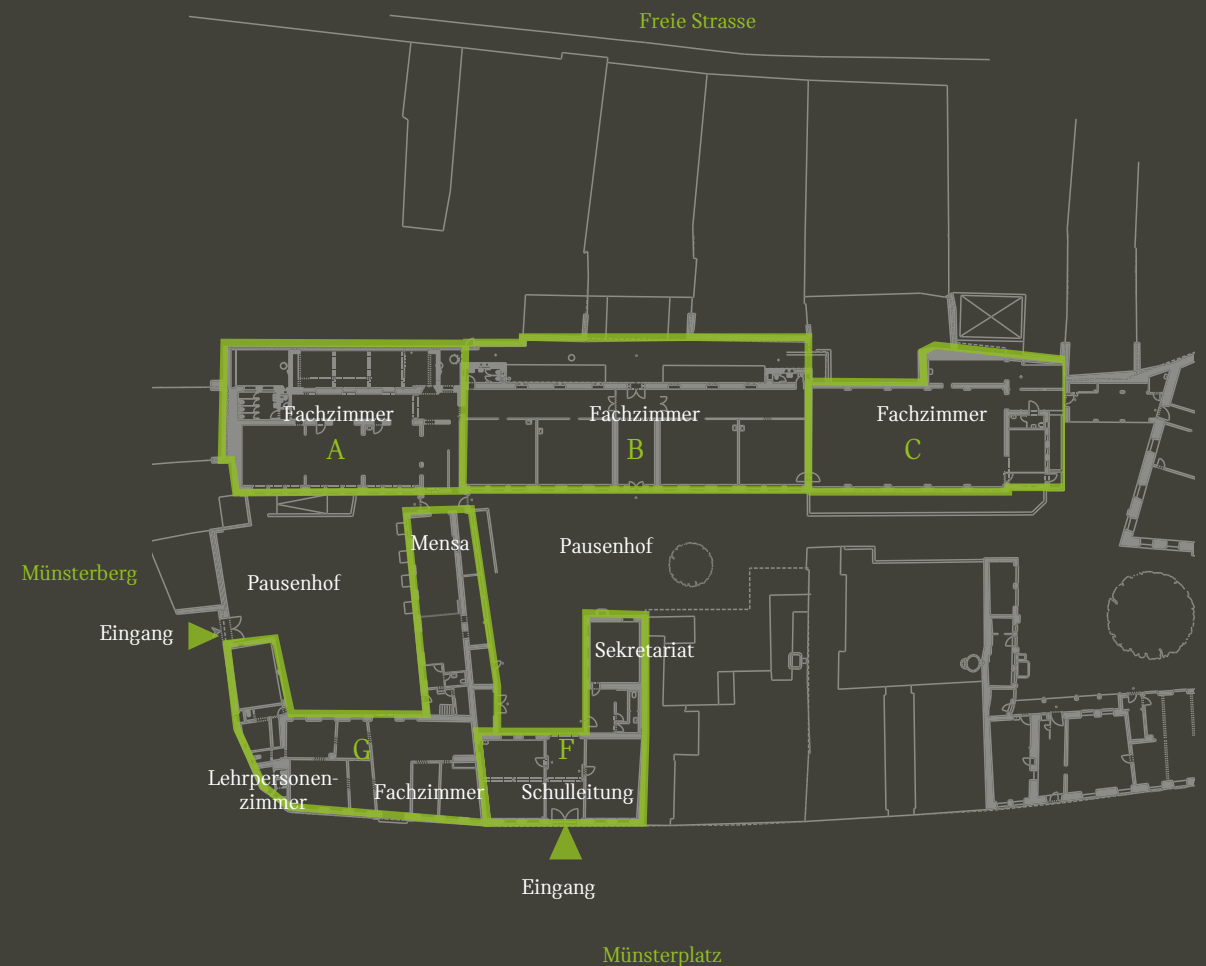 Freie Strasse
Fachzimmer
A
Fachzimmer
B
Fachzimmer
C
Mensa
Pausenhof
Münsterberg
Pausenhof
Eingang
Sekretariat
G
F
Lehrpersonen-
zimmer
Fachzimmer
Schulleitung
Eingang
Münsterplatz